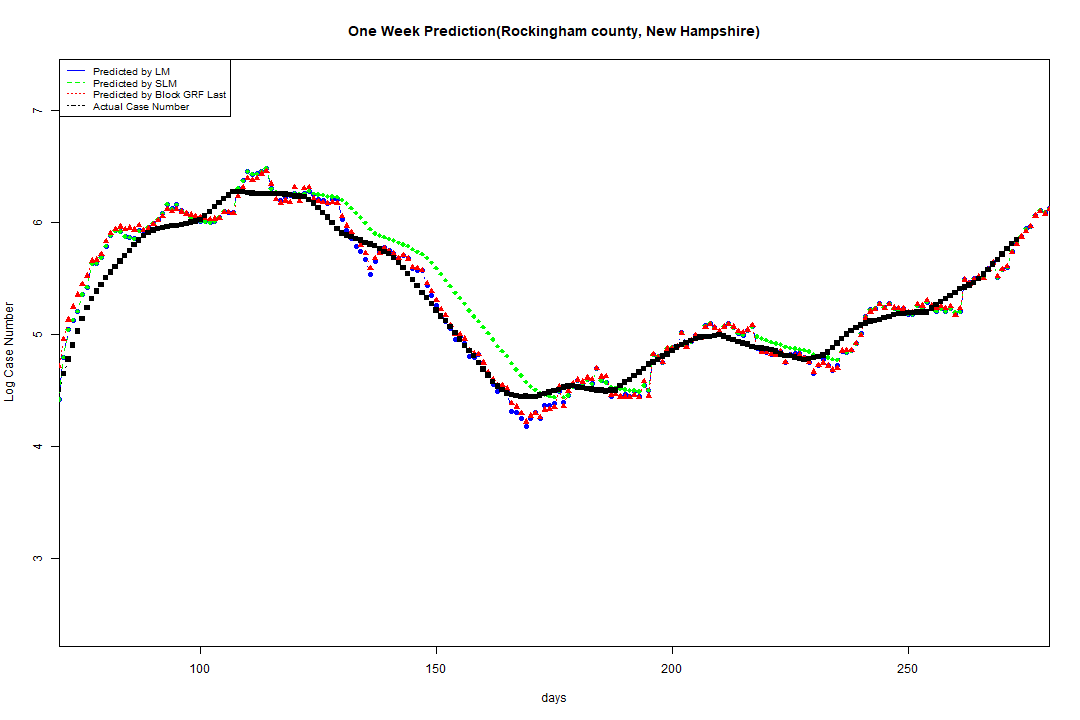 One Week Prediction(Rockingham county, New Hampshire)
Predicted by LM
Predicted by SLM
Predicted by Block GRF Last
Actual Case Number
7
6
5
4
3
Log Case Number
100 150 200 250
days